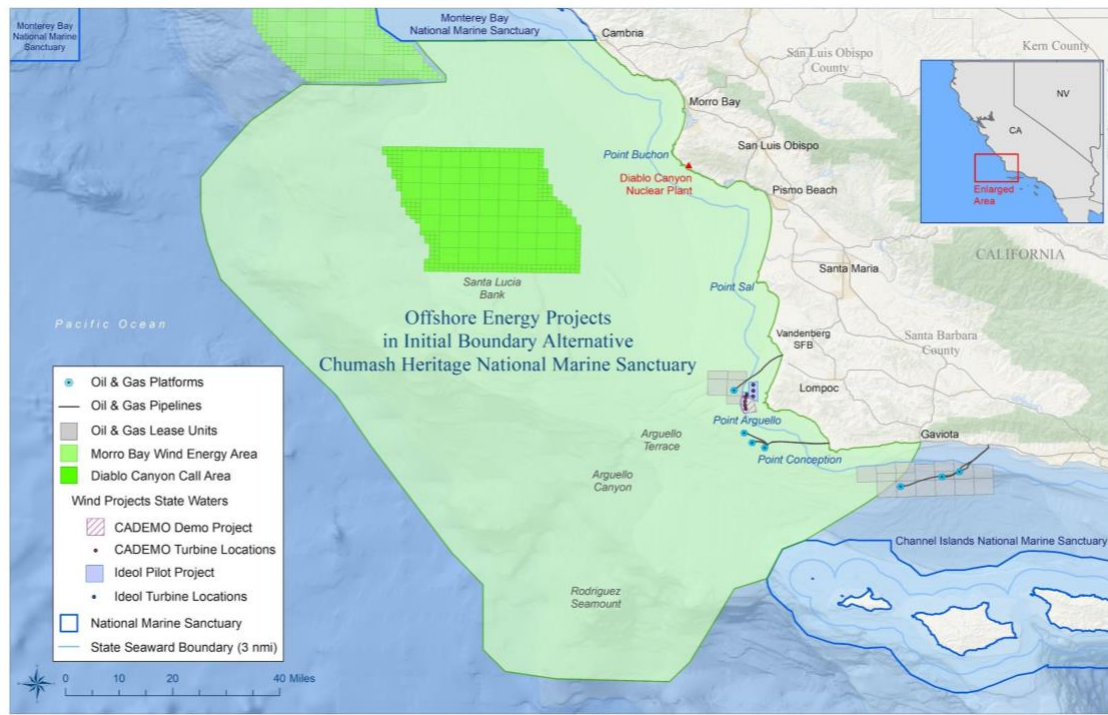 Monterey Bay
National Marine
Sanctuary
Monterey Bay
National Marine Sanctuary
Cambria
San Luis Obispo
County
Kern County
NV
CA
Enlarged
Area
Morro Bay
San Luis Obispo
Point Buchon
Diablo Canyon
Nuclear Plant
Pismo Beach
CALIFORNIA
Santa Maria
Santa Lucia
Bank
Point Sal
Pacific Ocean
Offshore Energy Projects
in Initial Boundary Alternative
Chumash Heritage National Marine Sanctuary
Vandenberg
SFB
Santa Barbara
County
Lompoc
Point Arguello
Arguello
Terrace
Gaviota
Point Conception
Arguello
Canyon
Channel Islands National Marine Sanctuary
Rodriguez
Seamount
Oil & Gas Platforms
Oil & Gas Pipelines
Oil & Gas Lease Units
Morro Bay Wind Energy Area
Diablo Canyon Call Area
Wind Projects State Waters
CADEMO Demo Project
CADEMO Turbine Locations
Ideol Pilot Project
Ideol Turbine Locations
National Marine Sanctuary
State Seaward Boundary (3 nmi)
0 10 20 40 Miles